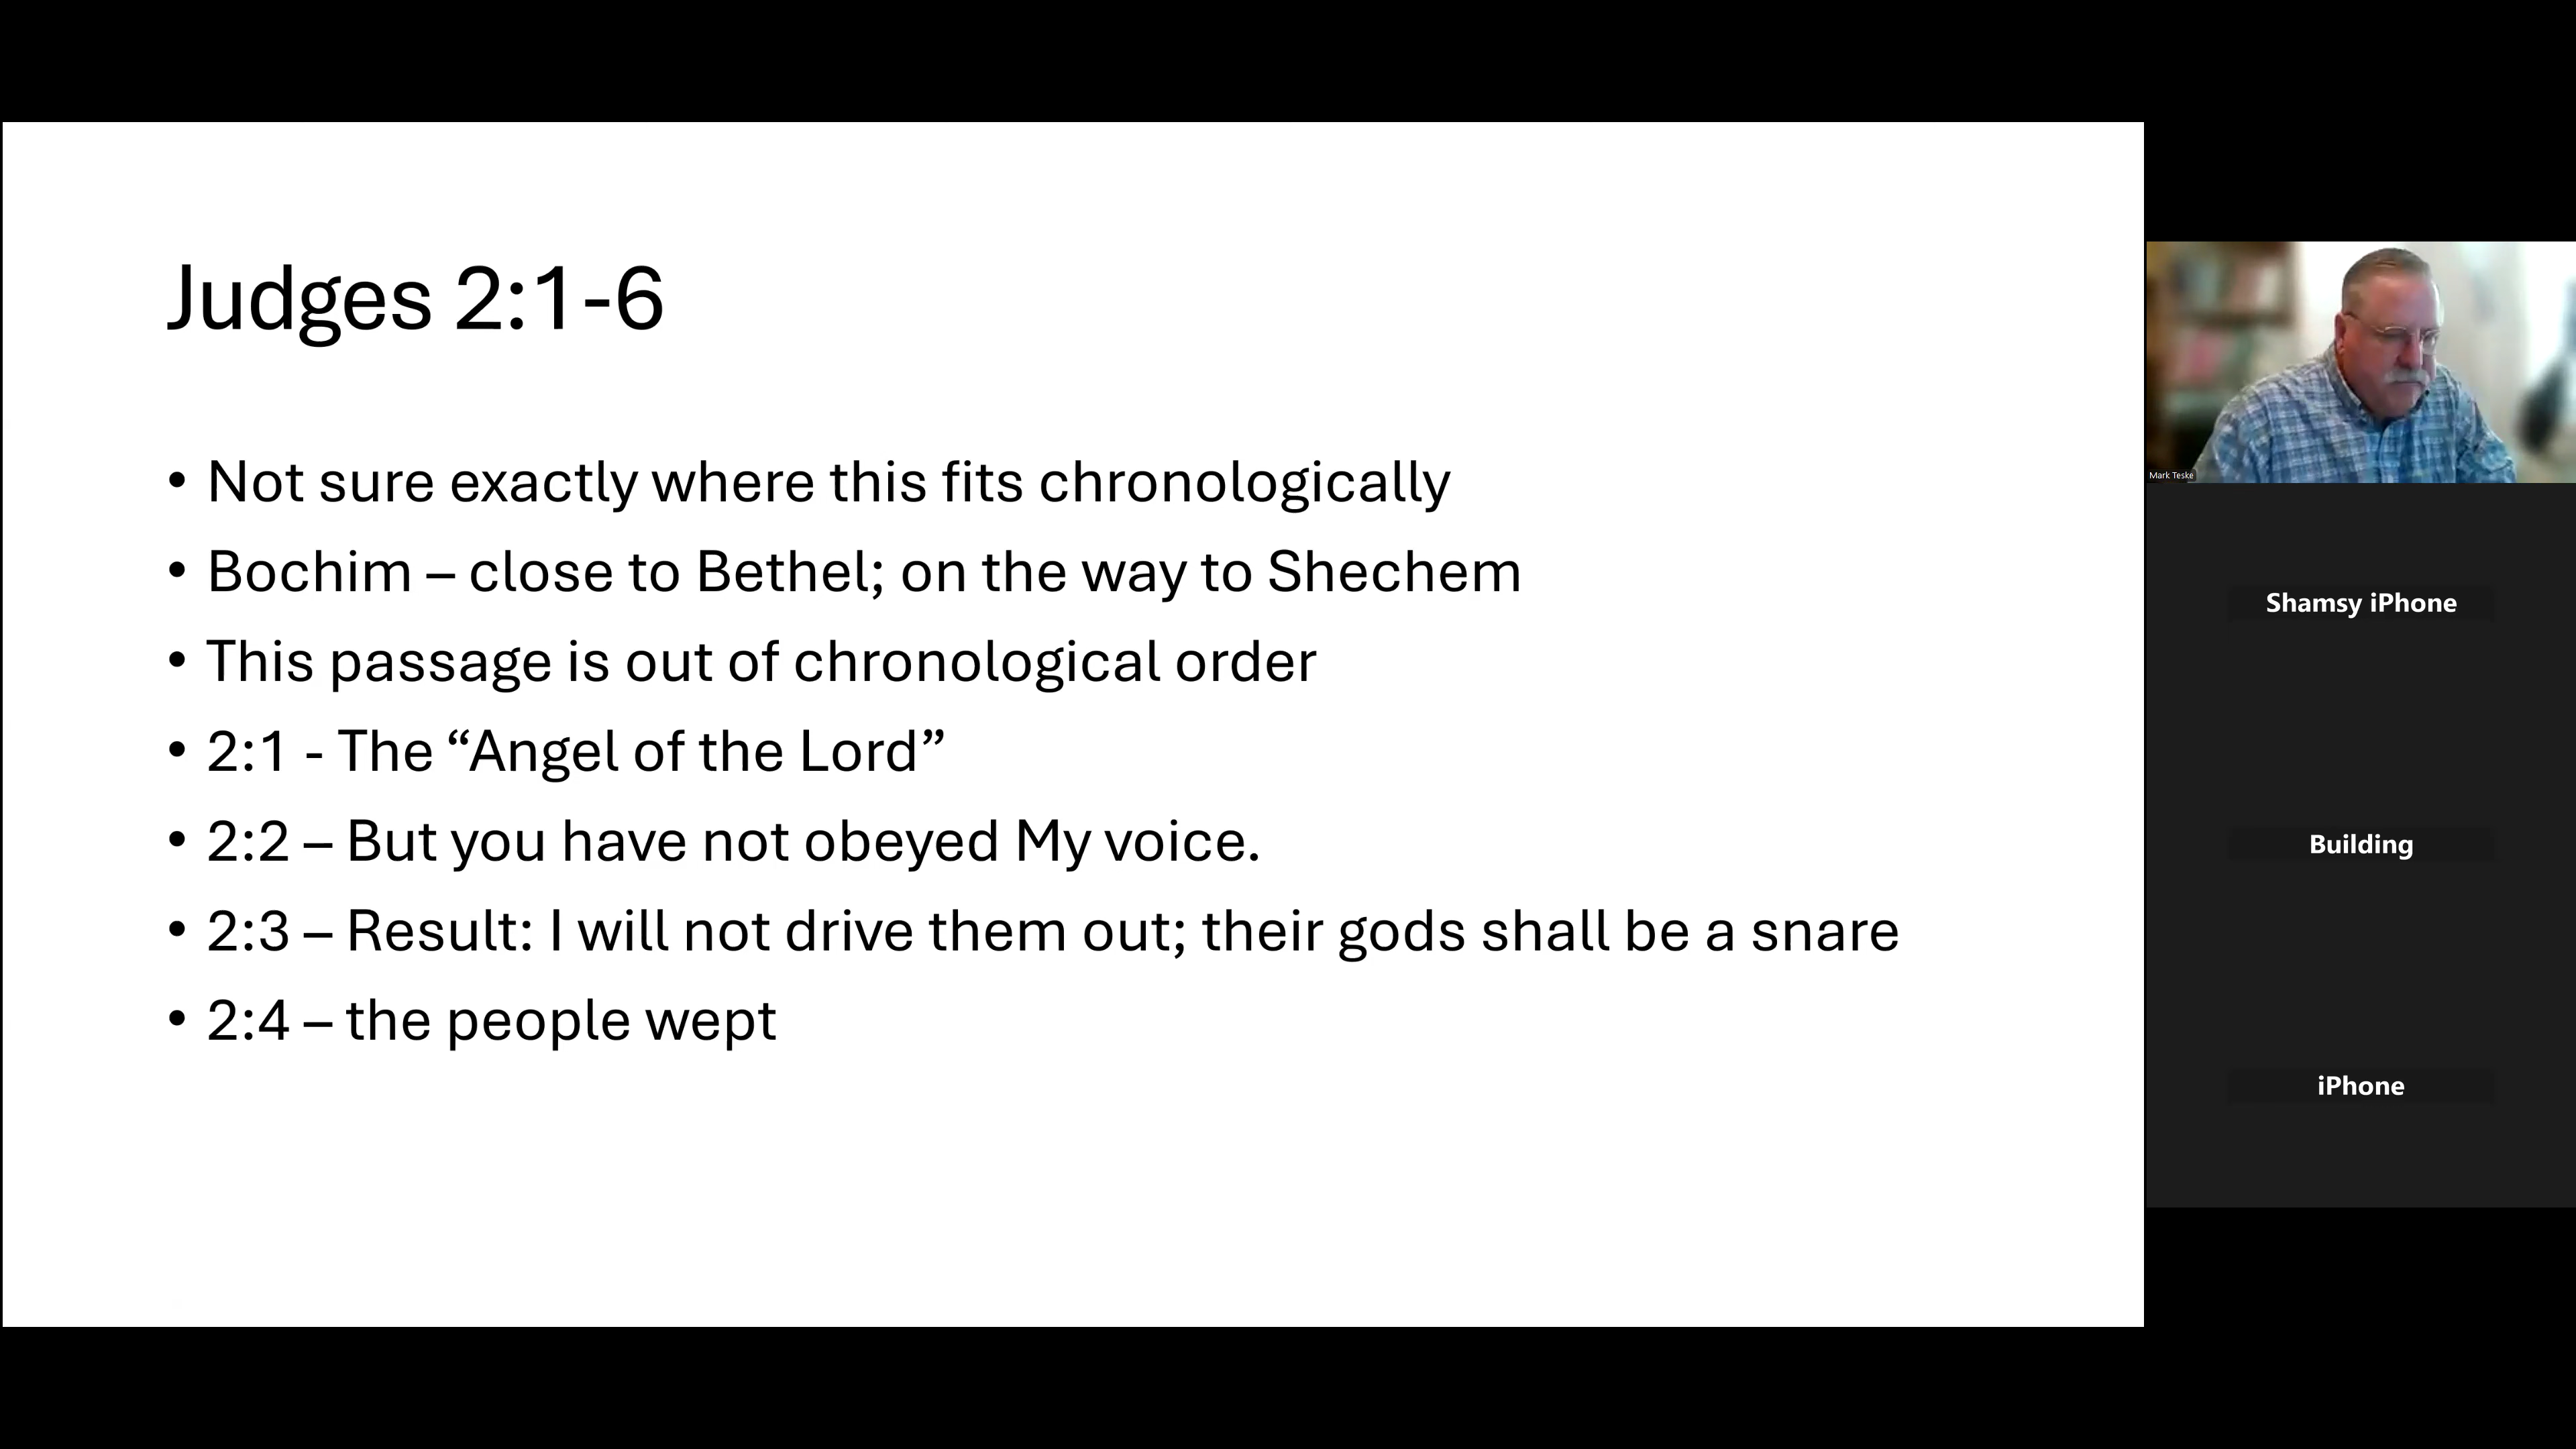 Judges 2:1-6
• Not sure exactly where this fits chronologically
• Bochim – close to Bethel; on the way to Shechem
• This passage is out of chronological order
• 2:1 - The “Angel of the Lord”
• 2:2 – But you have not obeyed My voice.
• 2:3 – Result: I will not drive them out; their gods shall be a snare
• 2:4 – the people wept
Mark Teske
Shamsy iPhone
Building
iPhone